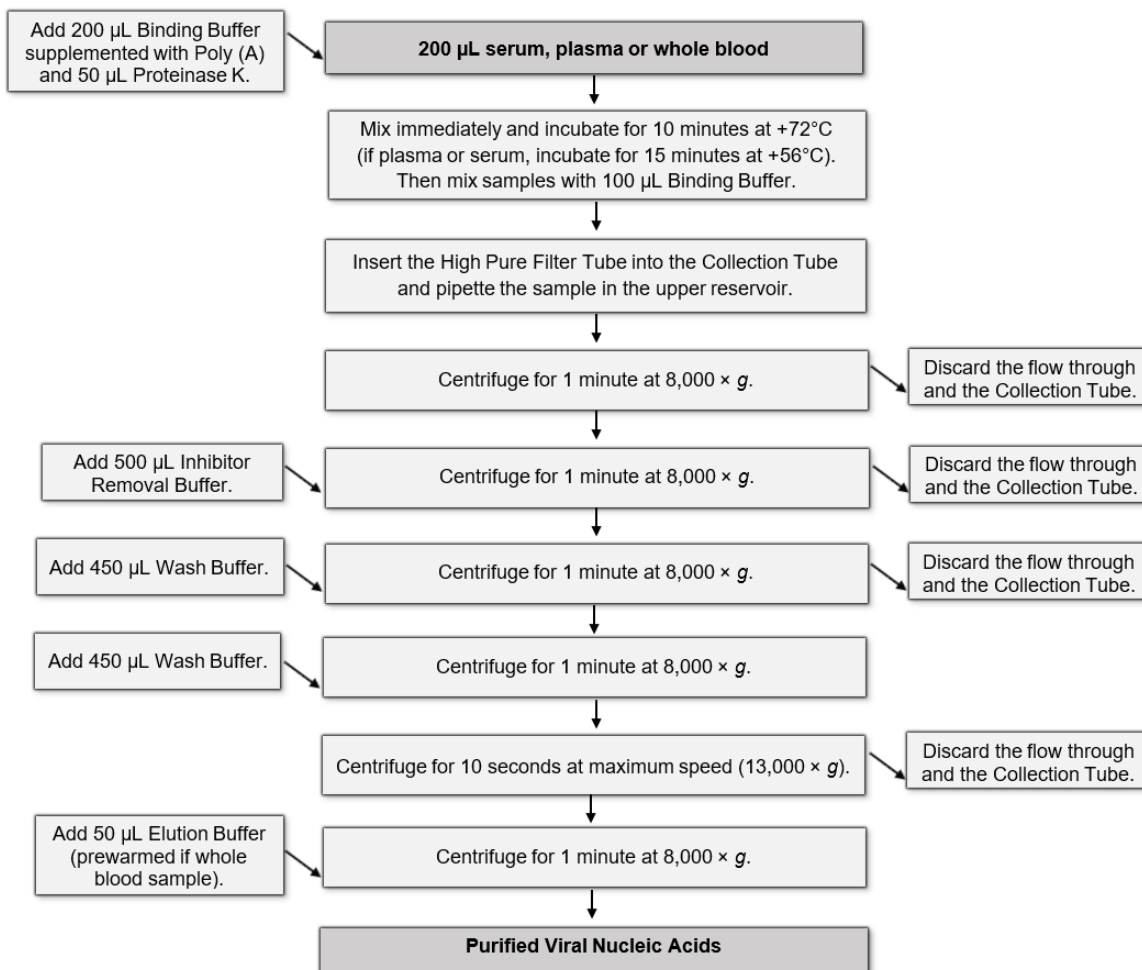 Add 200 µL Binding Buffer
supplemented with Poly (A)
and 50 µL Proteinase K.
200 µL serum, plasma or whole blood
Mix immediately and incubate for 10 minutes at +72°C
(if plasma or serum, incubate for 15 minutes at +56°C).
Then mix samples with 100 µL Binding Buffer.
Insert the High Pure Filter Tube into the Collection Tube
and pipette the sample in the upper reservoir.
Centrifuge for 1 minute at 8,000 × g.
Discard the flow through
and the Collection Tube.
Add 500 µL Inhibitor
Removal Buffer.
Centrifuge for 1 minute at 8,000 × g.
Discard the flow through
and the Collection Tube.
Add 450 µL Wash Buffer.
Centrifuge for 1 minute at 8,000 × g.
Discard the flow through
and the Collection Tube.
Add 450 µL Wash Buffer.
Centrifuge for 1 minute at 8,000 × g.
Centrifuge for 10 seconds at maximum speed (13,000 × g).
Discard the flow through
and the Collection Tube.
Add 50 µL Elution Buffer
(prewarmed if whole
blood sample).
Centrifuge for 1 minute at 8,000 × g.
Purified Viral Nucleic Acids